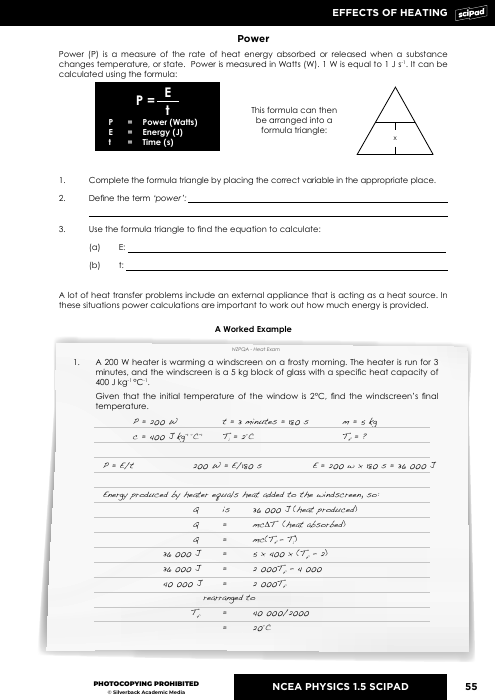 EFFECTS OF HEATING scipad
Power
Power (P) is a measure of the rate of heat energy absorbed or released when a substance
changes temperature, or state. Power is measured in Watts (W). 1 W is equal to 1 J s⁻¹. It can be
calculated using the formula:
P = E
t
P = Power (Watts)
E = Energy (J)
t = Time (s)
This formula can then
be arranged into a
formula triangle:
x
1. Complete the formula triangle by placing the correct variable in the appropriate place.
2. Define the term 'power':
3. Use the formula triangle to find the equation to calculate:
(a) E:
(b) t:
A lot of heat transfer problems include an external appliance that is acting as a heat source. In
these situations power calculations are important to work out how much energy is provided.
A Worked Example
NZPQA - Heat Exam
1. A 200 W heater is warming a windscreen on a frosty morning. The heater is run for 3
minutes, and the windscreen is a 5 kg block of glass with a specific heat capacity of
400 J kg⁻¹ °C⁻¹.
Given that the initial temperature of the window is 2°C, find the windscreen's final
temperature.
P = 200 W t = 3 minutes = 180 s m = 5 kg
c = 400 J kg⁻¹ °C⁻¹ Tᵢ = 2°C T_f = ?
P = E/t 200 W = E/180 s E = 200 w x 180 s = 36 000 J
Energy produced by heater equals heat added to the windscreen, so:
Q is 36 000 J (heat produced)
Q = mcΔT (heat absorbed)
Q = mc(T_f - Tᵢ)
36 000 J = 5 x 400 x (T_f - 2)
36 000 J = 2 000T_f - 4 000
40 000 J = 2 000T_f
rearranged to
T_f = 40 000/2000
= 20°C
PHOTOCOPYING PROHIBITED
© Silverback Academic Media
NCEA PHYSICS 1.5 SCIPAD 55